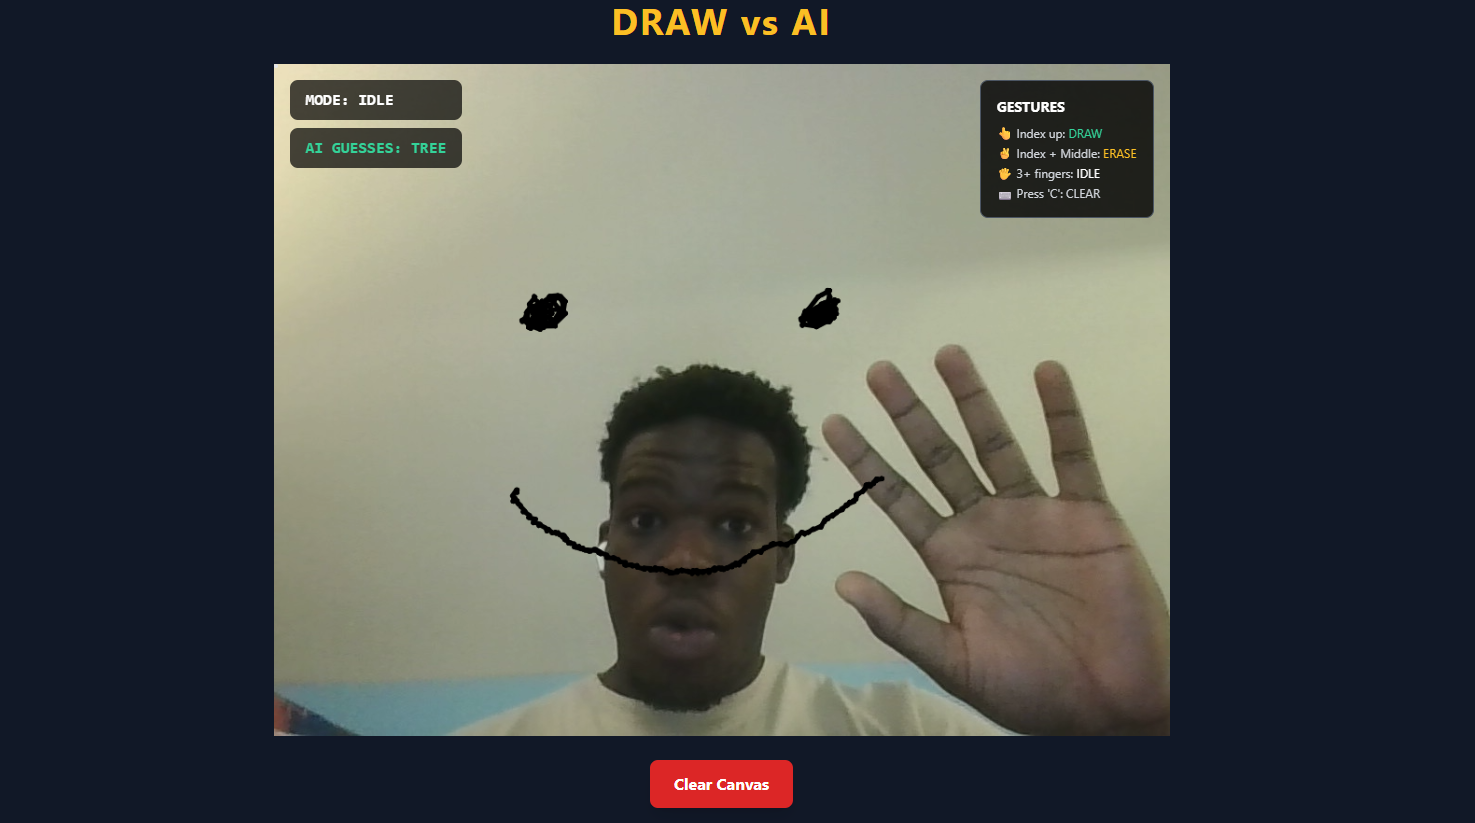 DRAW vs AI
MODE: IDLE
AI GUESSES: TREE
GESTURES
👆 Index up: DRAW
✌️ Index + Middle: ERASE
🖐️ 3+ fingers: IDLE
⌨️ Press 'C': CLEAR
Clear Canvas